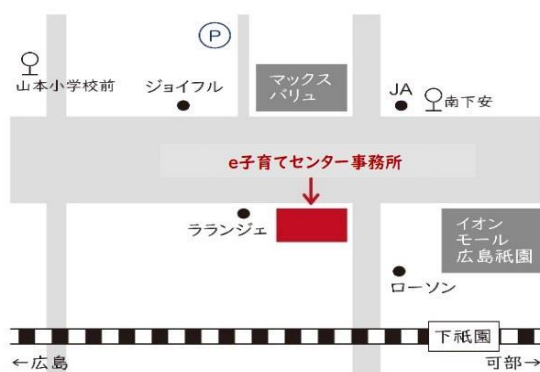 P
山本小学校前
ジョイフル
マックス
バリュ
JA
南下安
e子育てセンター事務所
ラランジェ
イオン
モール
広島祇園
ローソン
下祇園
←広島
可部→